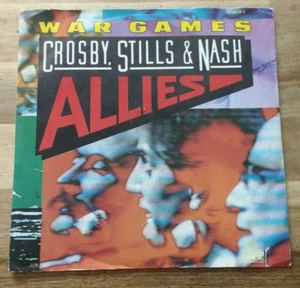 WAR GAMES
CROSBY, STILLS & NASH
ALLIES